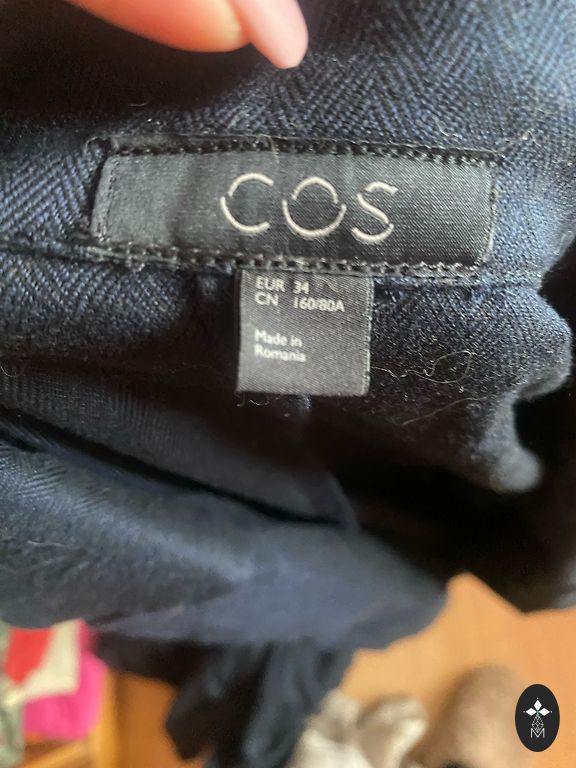 COS
EUR 34
CN 160/80A
Made in
Romania
M